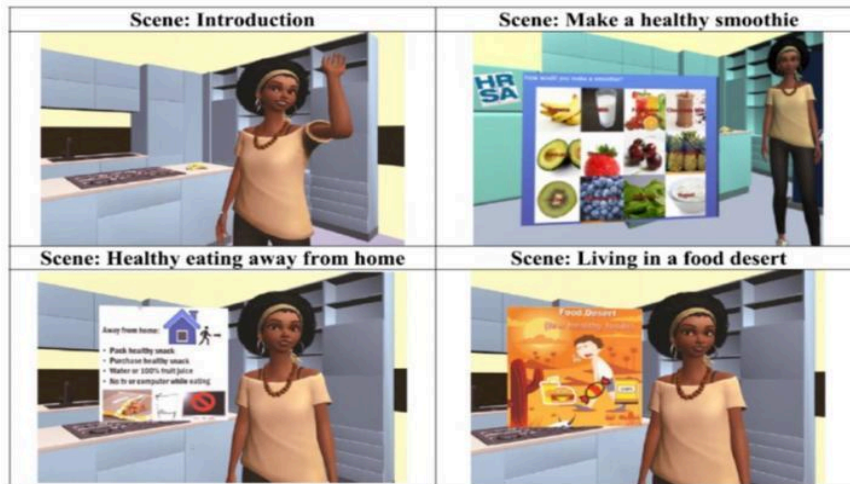 Scene: Introduction
Scene: Make a healthy smoothie
HR
SA
How would you make a smoothie?
Scene: Healthy eating away from home
Scene: Living in a food desert
Away from home:
• Pack healthy snack
• Purchase healthy snack
• Water or 100% fruit juice
• No tv or computer while eating
Food Desert